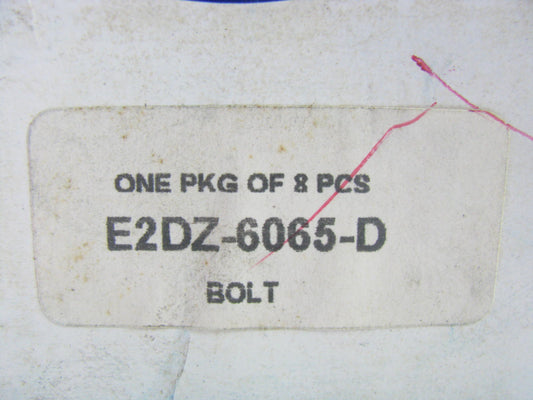 ONE PKG OF 8 PCS
E2DZ-6065-D
BOLT